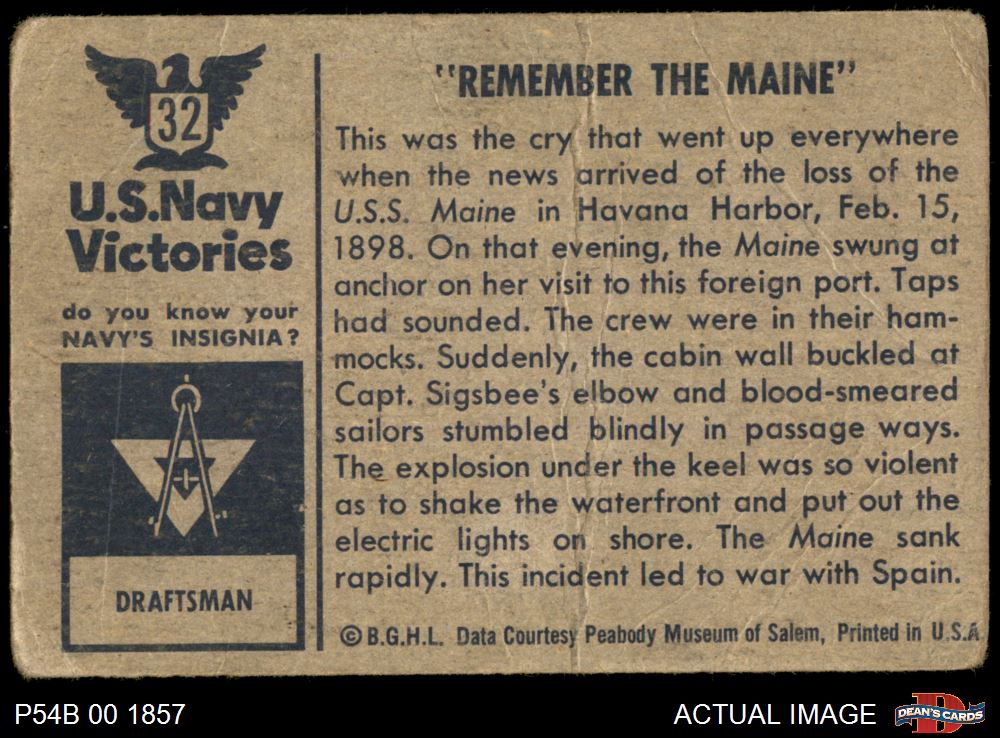 32
U.S.Navy
Victories
do you know your
NAVY'S INSIGNIA?
DRAFTSMAN
"REMEMBER THE MAINE"
This was the cry that went up everywhere
when the news arrived of the loss of the
U.S.S. Maine in Havana Harbor, Feb. 15,
1898. On that evening, the Maine swung at
anchor on her visit to this foreign port. Taps
had sounded. The crew were in their ham-
mocks. Suddenly, the cabin wall buckled at
Capt. Sigsbee's elbow and blood-smeared
sailors stumbled blindly in passage ways.
The explosion under the keel was so violent
as to shake the waterfront and put out the
electric lights on shore. The Maine sank
rapidly. This incident led to war with Spain.
© B.G.H.L. Data Courtesy Peabody Museum of Salem, Printed in U.S.A
P54B 00 1857
ACTUAL IMAGE
D
DEAN'S CARDS